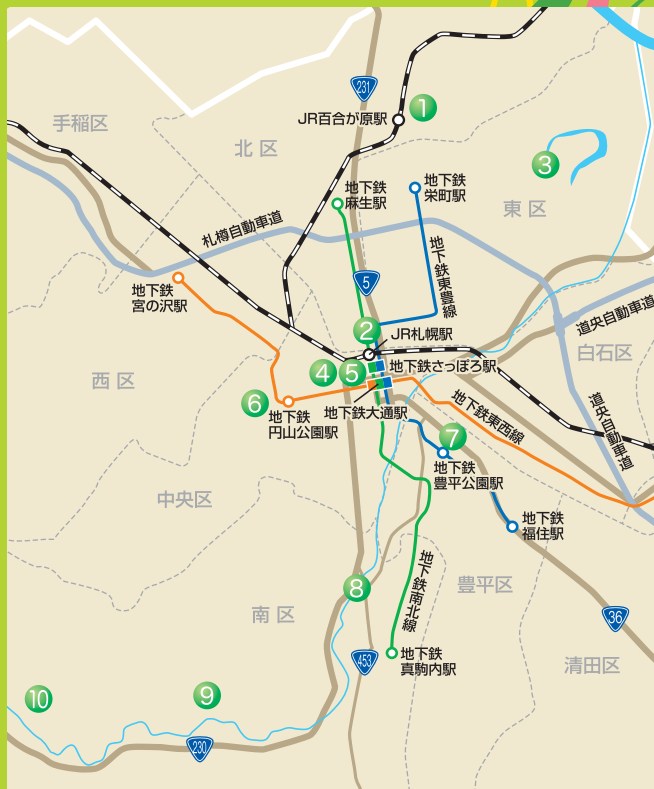 231
1
JR百合が原駅
手稲区
北区
3
地下鉄
麻生駅
地下鉄
栄町駅
東区
札樽自動車道
地下鉄東豊線
地下鉄
宮の沢駅
5
道央自動車道
2
JR札幌駅
白石区
4
5
地下鉄さっぽろ駅
西区
6
地下鉄
円山公園駅
地下鉄大通駅
地下鉄東西線
道央自動車道
7
地下鉄
豊平公園駅
中央区
地下鉄
福住駅
8
地下鉄南北線
豊平区
南区
36
453
地下鉄
真駒内駅
清田区
10
9
230